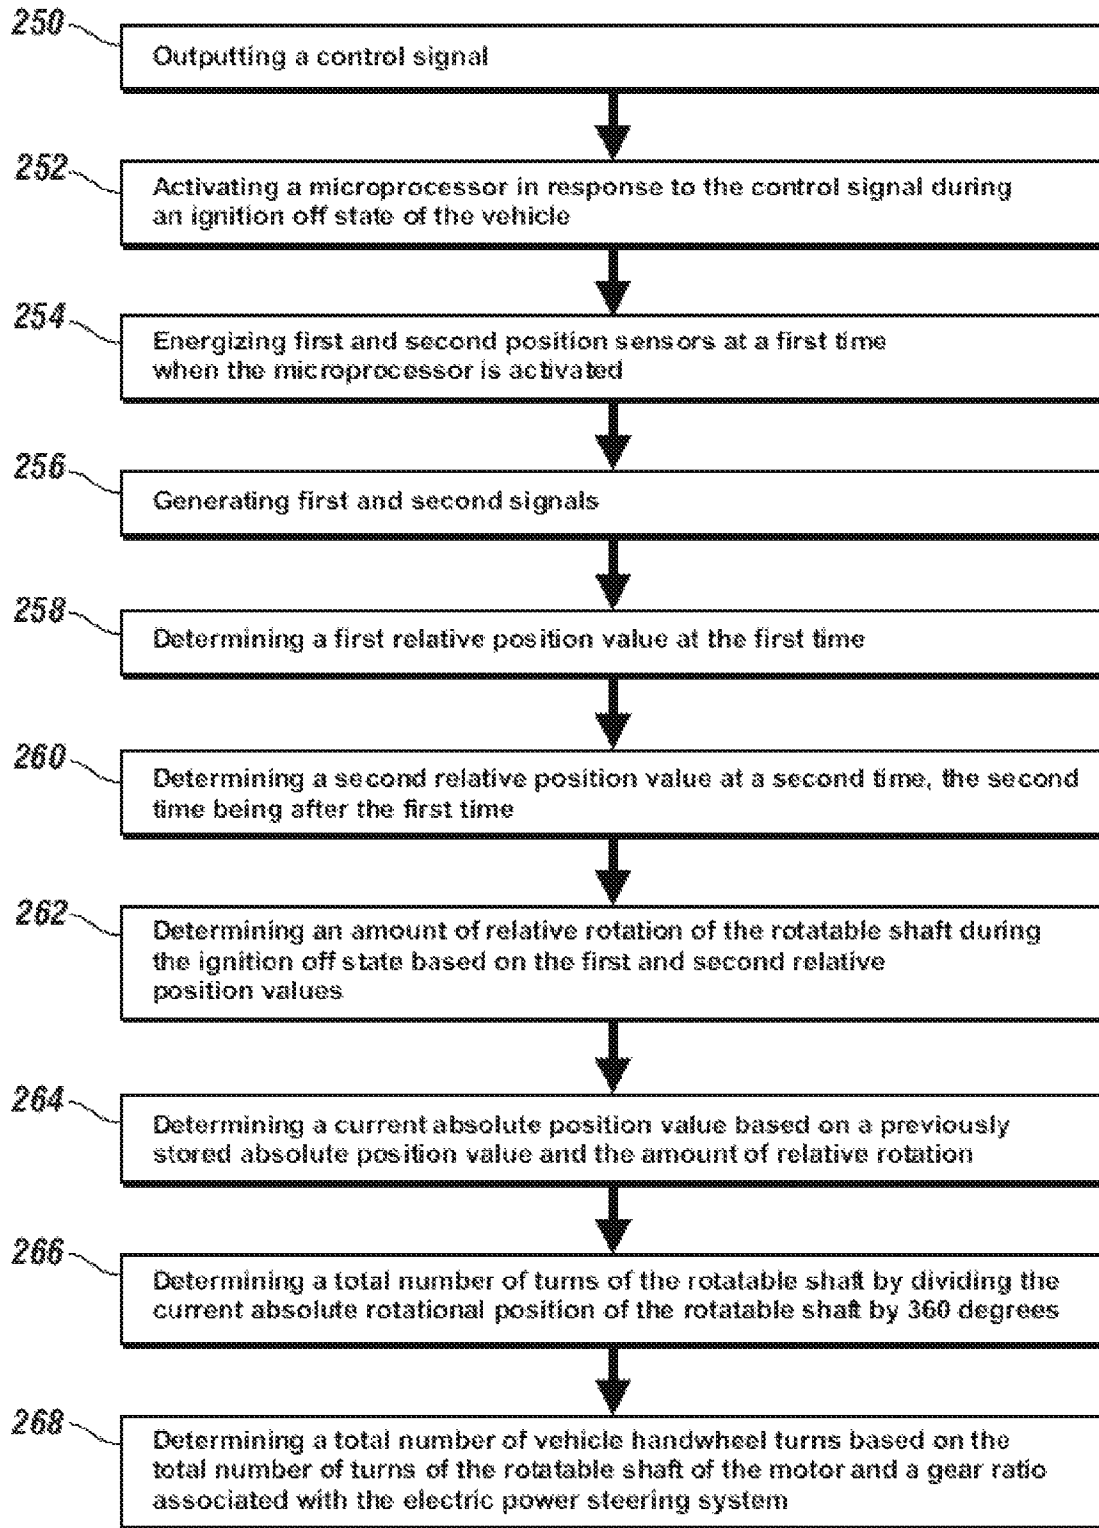 250
Outputting a control signal
252
Activating a microprocessor in response to the control signal during
an ignition off state of the vehicle
254
Energizing first and second position sensors at a first time
when the microprocessor is activated
256
Generating first and second signals
258
Determining a first relative position value at the first time
260
Determining a second relative position value at a second time, the second
time being after the first time
262
Determining an amount of relative rotation of the rotatable shaft during
the ignition off state based on the first and second relative
position values
264
Determining a current absolute position value based on a previously
stored absolute position value and the amount of relative rotation
266
Determining a total number of turns of the rotatable shaft by dividing the
current absolute rotational position of the rotatable shaft by 360 degrees
268
Determining a total number of vehicle handwheel turns based on the
total number of turns of the rotatable shaft of the motor and a gear ratio
associated with the electric power steering system